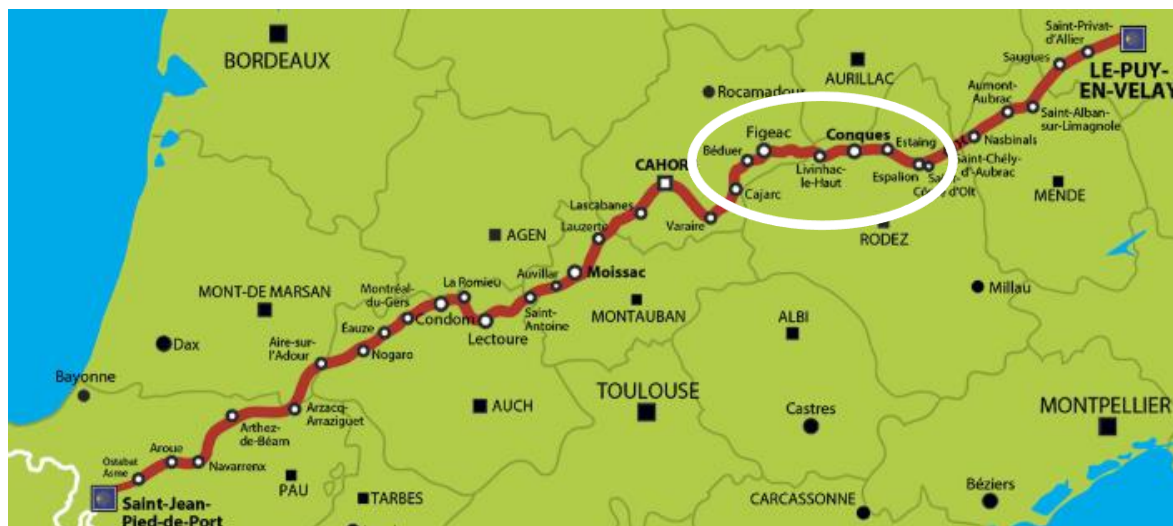 Saint-Privat-
d'Allier
Saugues
LE-PUY-
EN-VELAY
BORDEAUX
AURILLAC
Rocamadour
Aumont-
Aubrac
Saint-Alban-
sur-Limagnole
Nasbinals
Figeac
Conques
Estaing
Béduer
Livinhac-
le-Haut
Espalion
Saint-Chély-
d'-Aubrac
Côme d'Olt
CAHORS
Cajarc
MENDE
Lascabanes
Varaire
Lauzerte
RODEZ
AGEN
Moissac
Auvillar
La Romieu
Montréal-
du-Gers
MONT-DE MARSAN
Saint-
Antoine
MONTAUBAN
Millau
ALBI
Condom
Lectoure
Éauze
Dax
Aire-sur-
l'Adour
Nogaro
Bayonne
TOULOUSE
AUCH
Castres
MONTPELLIER
Arzacq-
Arraziguet
Arthez-
de-Béarn
Aroue
Ostabat
Asme
Navarrenx
PAU
Saint-Jean-
Pied-de-Port
TARBES
CARCASSONNE
Béziers